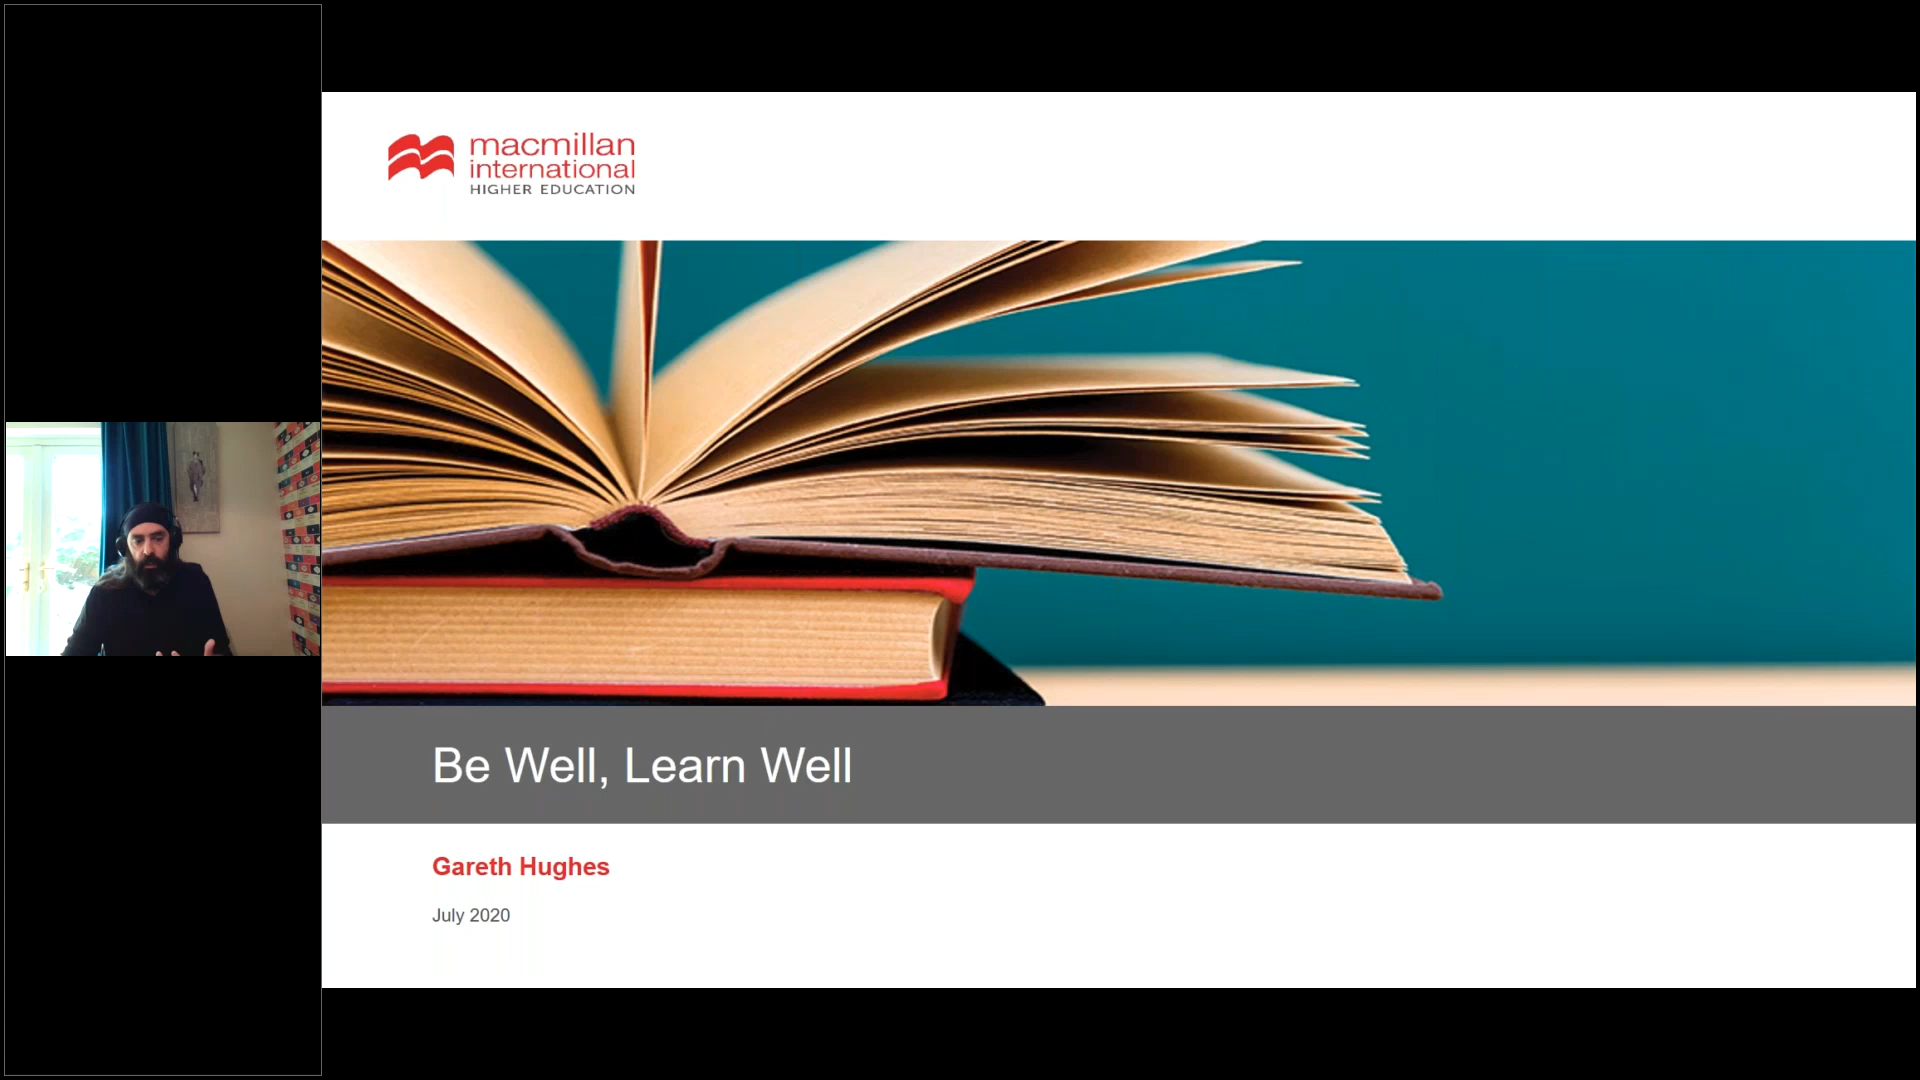 macmillan
international
HIGHER EDUCATION
Be Well, Learn Well
Gareth Hughes
July 2020